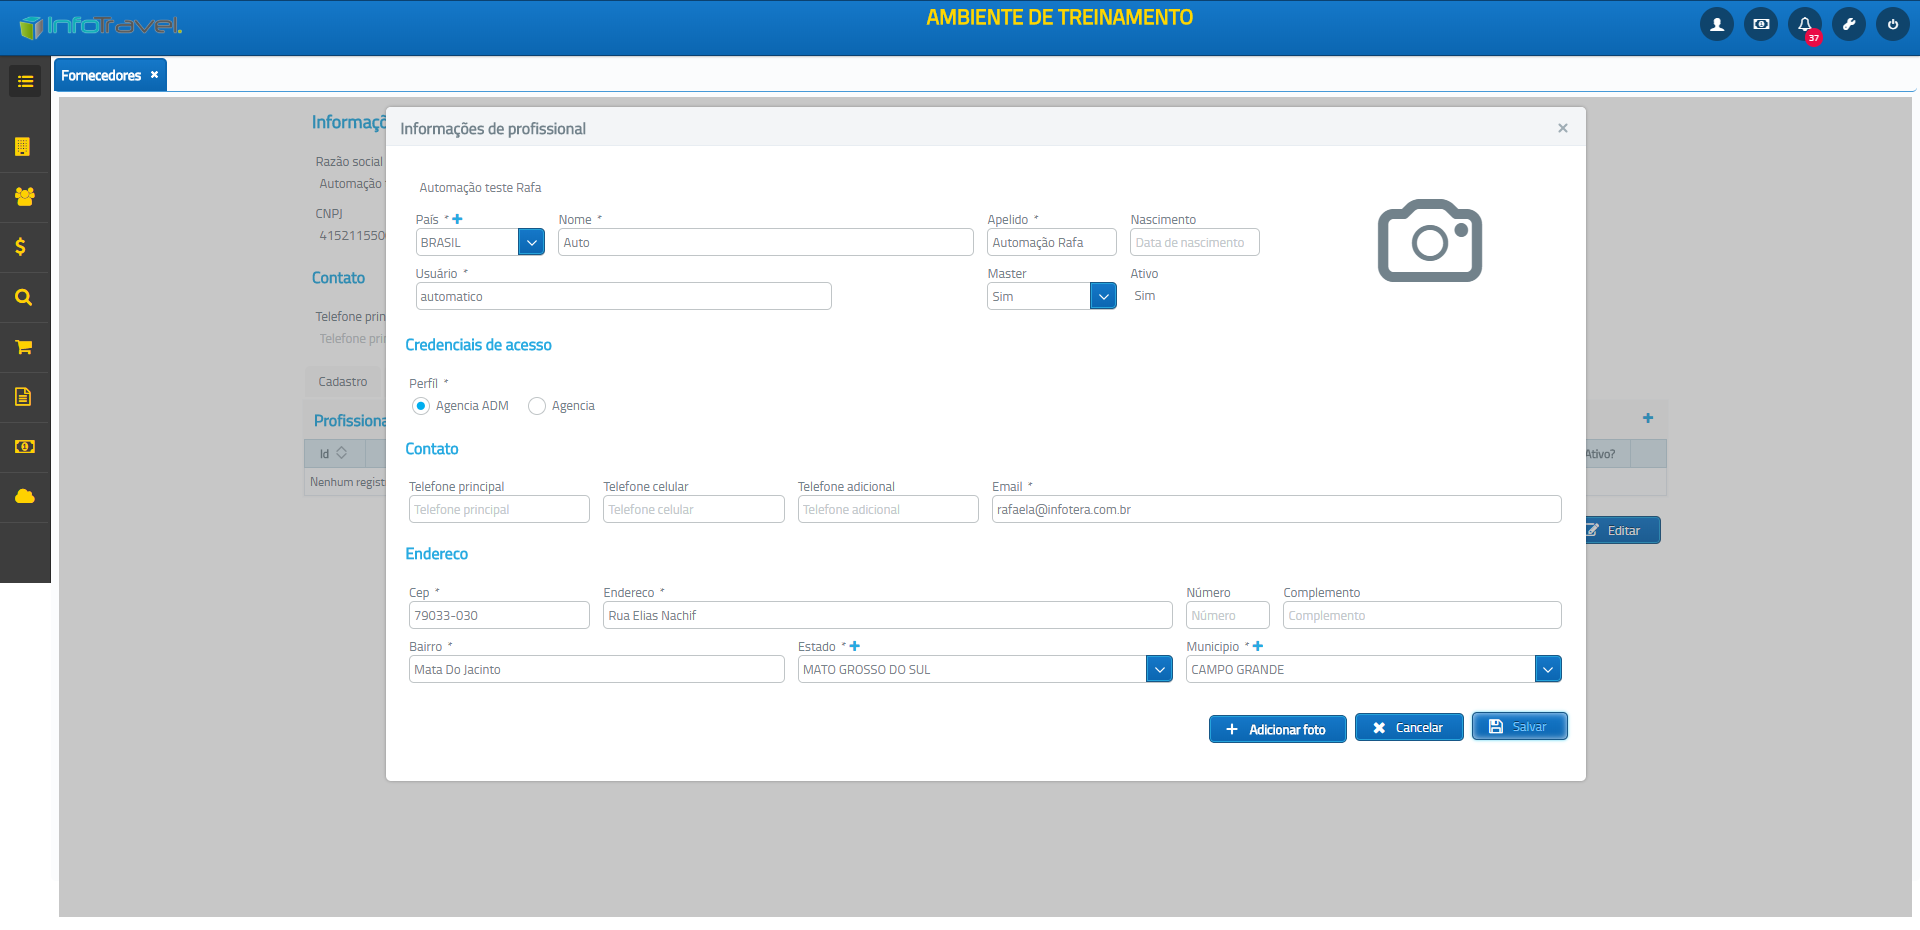 InfoTravel.
AMBIENTE DE TREINAMENTO
37
Fornecedores
Informaçõ
Razão social
Automação
CNPJ
4152115500
Contato
Telefone prin
Telefone prin
Cadastro
Profissiona
Id
Ativo?
Nenhum regist
Editar
Informações de profissional
Automação teste Rafa
País * Nome * Apelido * Nascimento
BRASIL Auto Automação Rafa Data de nascimento
Usuário * Master Ativo
automatico Sim Sim
Credenciais de acesso
Perfil *
Agencia ADM Agencia
Contato
Telefone principal Telefone celular Telefone adicional Email *
Telefone principal Telefone celular Telefone adicional rafaela@infotera.com.br
Endereco
Cep * Endereco * Número Complemento
79033-030 Rua Elias Nachif Número Complemento
Bairro * Estado * Municipio *
Mata Do Jacinto MATO GROSSO DO SUL CAMPO GRANDE
Adicionar foto Cancelar Salvar